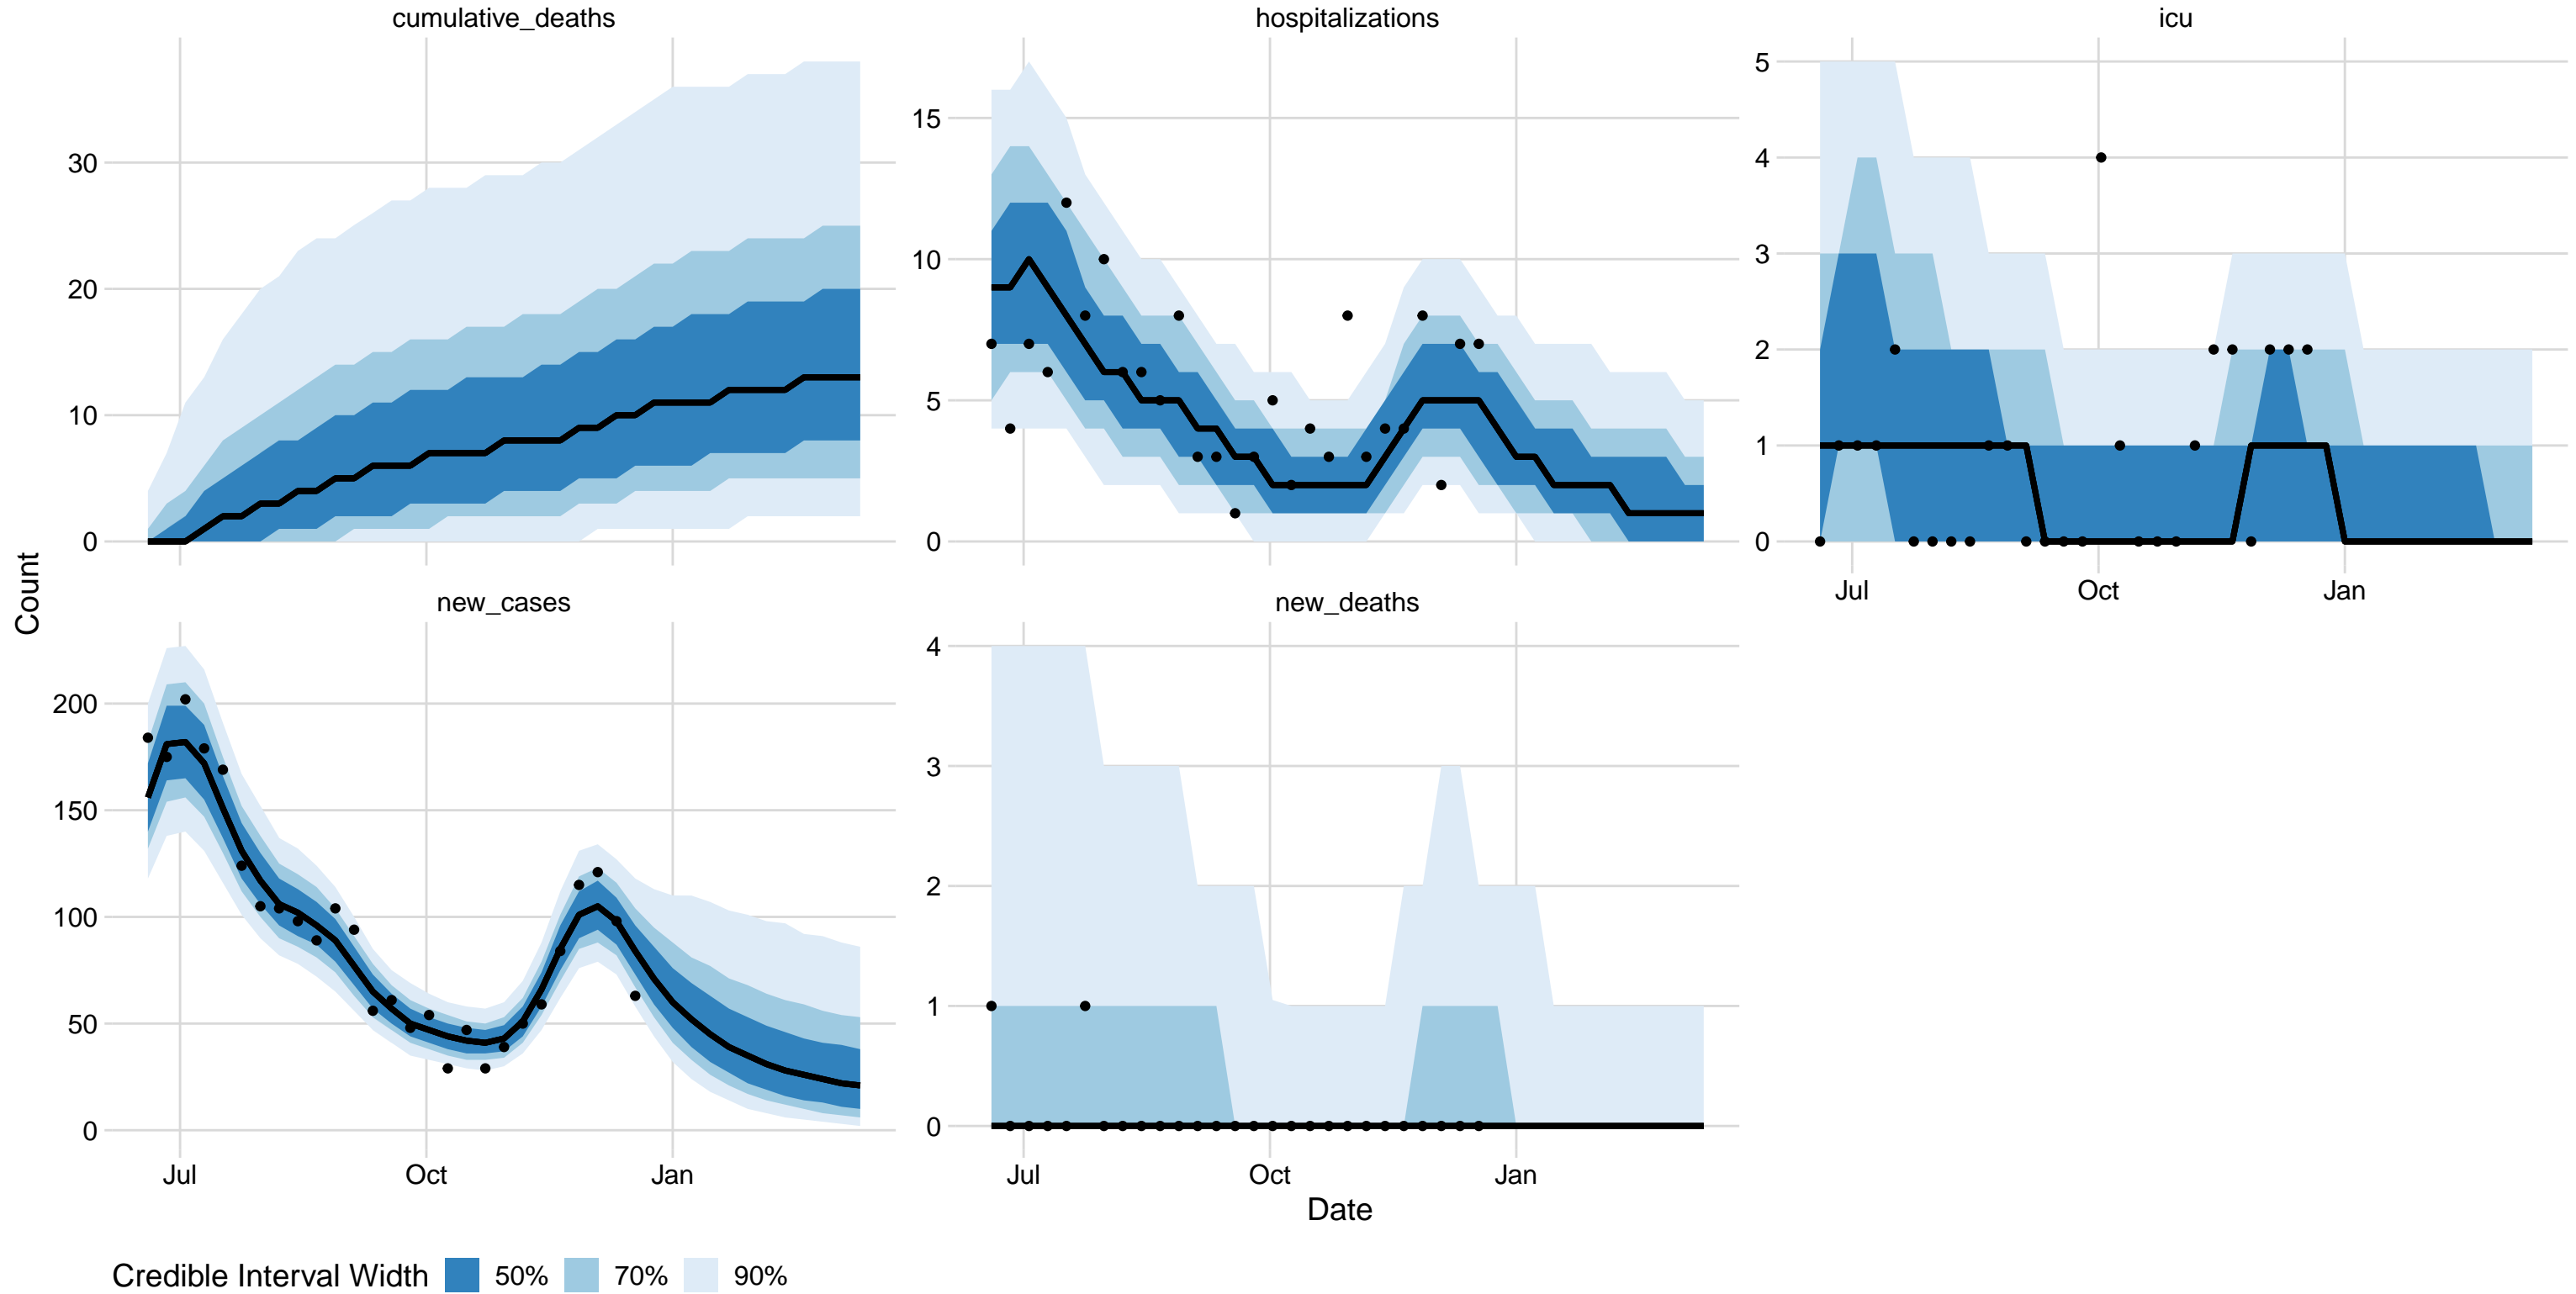 cumulative_deaths
hospitalizations
icu
30
20
10
0
15
10
5
0
5
4
3
2
1
0
Jul Oct Jan
Count
new_cases
new_deaths
200
150
100
50
0
Jul Oct Jan
4
3
2
1
0
Jul Oct Jan
Date
Credible Interval Width 50% 70% 90%